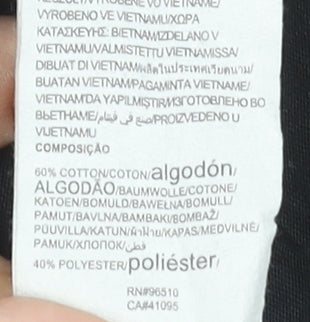 VYROBENO VE VIETNAMU/ΧΩΡΑ
ΚΑΤΑΣΚΕΥΗΣ: ΒΙΕΤΝΑΜ/IZDELANO V
VIETNAMU/VALMISTETTU VIETNAMISSA/
DIBUAT DI VIETNAM/ผลิตในประเทศเวียดนาม/
BUATAN VIETNAM/PAGAMINTA VIETNAME/
VIETNAM'DA YAPILMIŞTIR/ИЗГОТОВЛЕНО ВО
ВЬЕТНАМЕ/صنع في فيتنام/PROIZVEDENO U
VIJETNAMU
COMPOSIÇÃO
60% COTTON/COTON/algodón/
ALGODÃO/BAUMWOLLE/COTONE/
KATOEN/BOMULD/BAWEŁNA/BOMULL/
PAMUT/BAVLNA/ΒΑΜΒΑΚΙ/BOMBAŽ/
PUUVILLA/KATUN/ผ้าฝ้าย/KAPAS/MEDVILNĖ/
PAMUK/ХЛОПОК/قطن/
40% POLYESTER/poliéster/
RN#96510
CA#41095